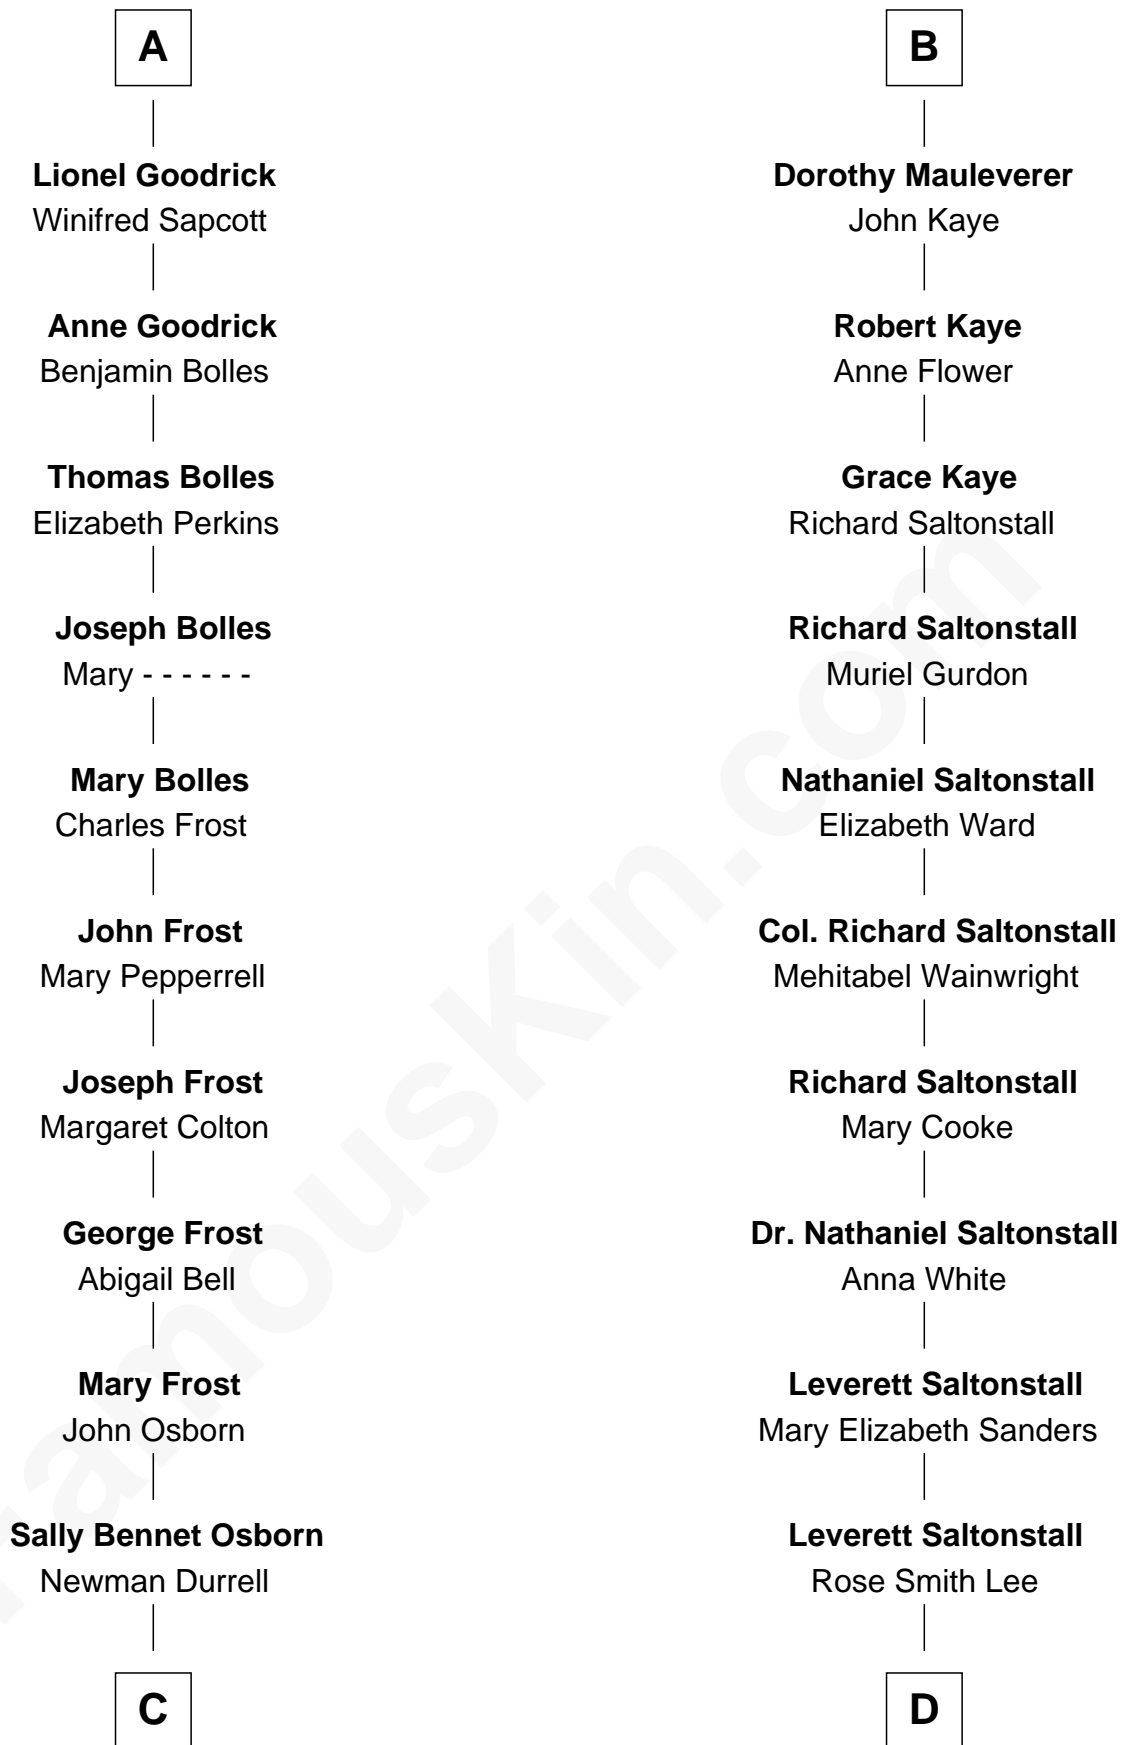 A
Lionel Goodrick
Winifred Sapcott
Anne Goodrick
Benjamin Bolles
Thomas Bolles
Elizabeth Perkins
Joseph Bolles
Mary - - - - - -
Mary Bolles
Charles Frost
John Frost
Mary Pepperrell
Joseph Frost
Margaret Colton
George Frost
Abigail Bell
Mary Frost
John Osborn
Sally Bennet Osborn
Newman Durrell
C
B
Dorothy Mauleverer
John Kaye
Robert Kaye
Anne Flower
Grace Kaye
Richard Saltonstall
Richard Saltonstall
Muriel Gurdon
Nathaniel Saltonstall
Elizabeth Ward
Col. Richard Saltonstall
Mehitabel Wainwright
Richard Saltonstall
Mary Cooke
Dr. Nathaniel Saltonstall
Anna White
Leverett Saltonstall
Mary Elizabeth Sanders
Leverett Saltonstall
Rose Smith Lee
D
FamousKin.com